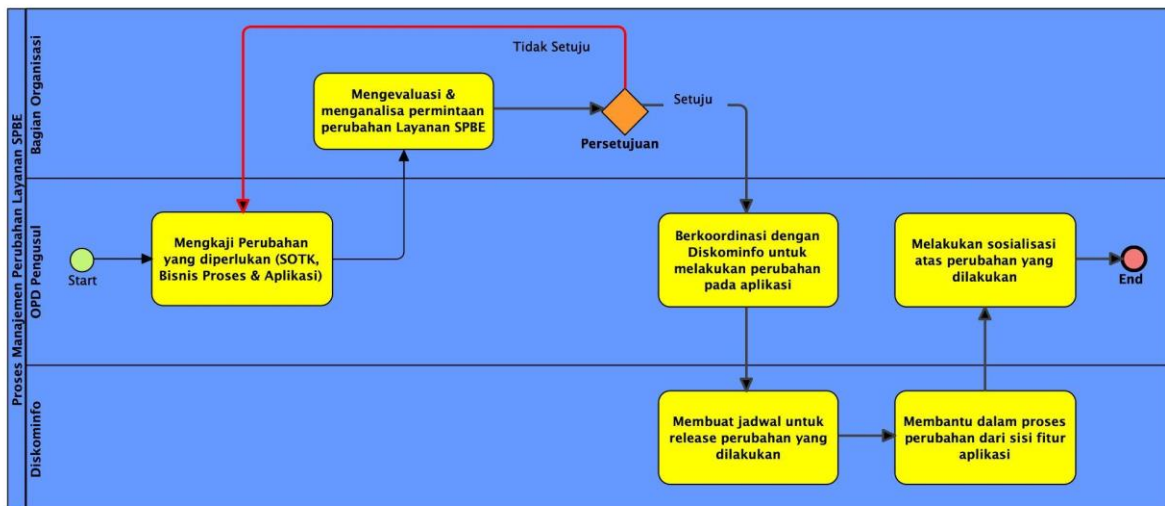 Proses Manajemen Perubahan Layanan SPBE
Bagian Organisasi
Tidak Setuju
Mengevaluasi &
menganalisa permintaan
perubahan Layanan SPBE
Setuju
Persetujuan
OPD Pengusul
Start
Mengkaji Perubahan
yang diperlukan (SOTK,
Bisnis Proses & Aplikasi)
Berkoordinasi dengan
Diskominfo untuk
melakukan perubahan
pada aplikasi
Melakukan sosialisasi
atas perubahan yang
dilakukan
End
Diskominfo
Membuat jadwal untuk
release perubahan yang
dilakukan
Membantu dalam proses
perubahan dari sisi fitur
aplikasi